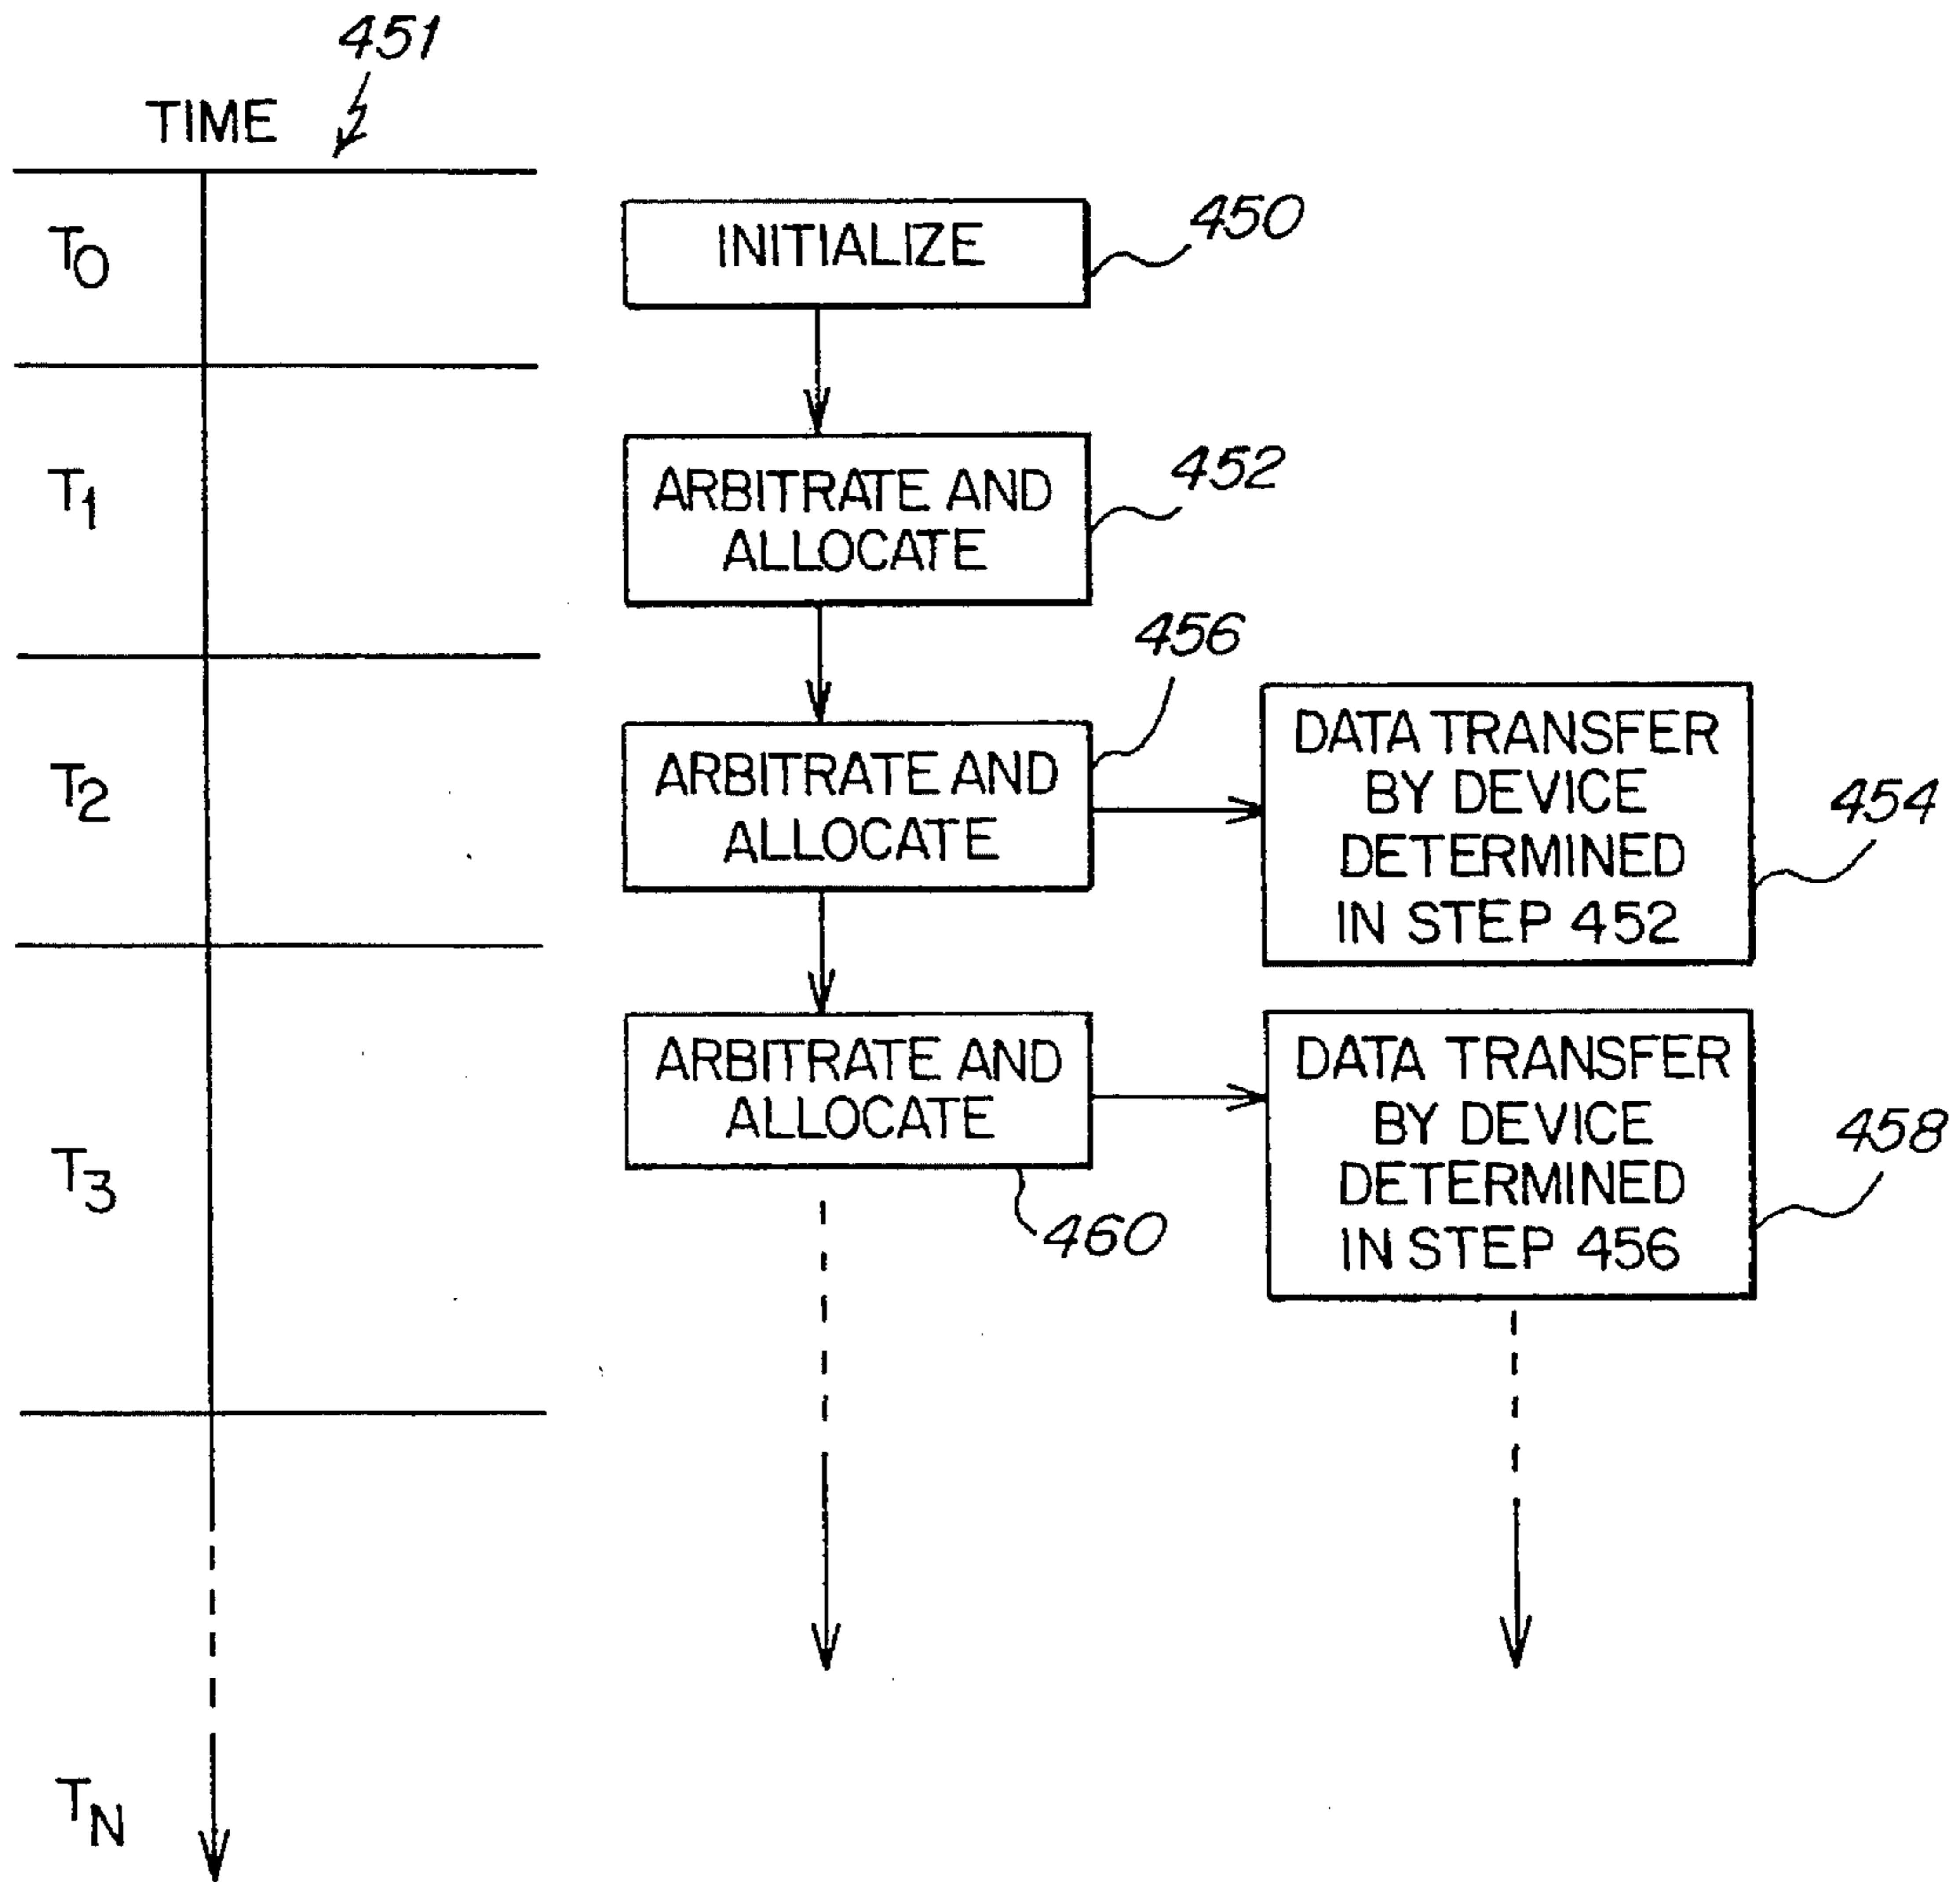 451
TIME
T0
INITIALIZE
450
T1
ARBITRATE AND
ALLOCATE
452
456
T2
ARBITRATE AND
ALLOCATE
DATA TRANSFER
BY DEVICE
DETERMINED
IN STEP 452
454
T3
ARBITRATE AND
ALLOCATE
460
DATA TRANSFER
BY DEVICE
DETERMINED
IN STEP 456
458
TN